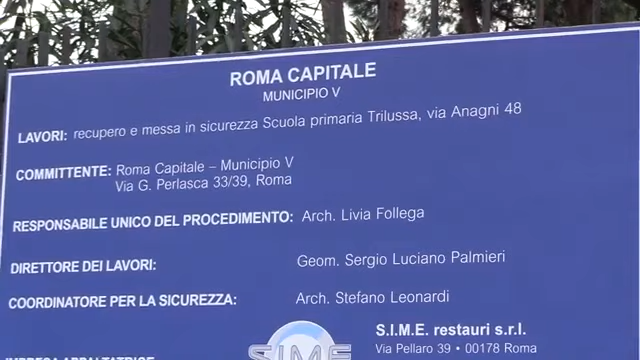 ROMA CAPITALE
MUNICIPIO V
LAVORI: recupero e messa in sicurezza Scuola primaria Trilussa, via Anagni 48
COMMITTENTE: Roma Capitale – Municipio V
Via G. Perlasca 33/39, Roma
RESPONSABILE UNICO DEL PROCEDIMENTO: Arch. Livia Follega
DIRETTORE DEI LAVORI: Geom. Sergio Luciano Palmieri
COORDINATORE PER LA SICUREZZA: Arch. Stefano Leonardi
S.I.M.E. restauri s.r.l.
SIME Via Pellaro 39 • 00178 Roma
IMPRESA APPALTATRICE